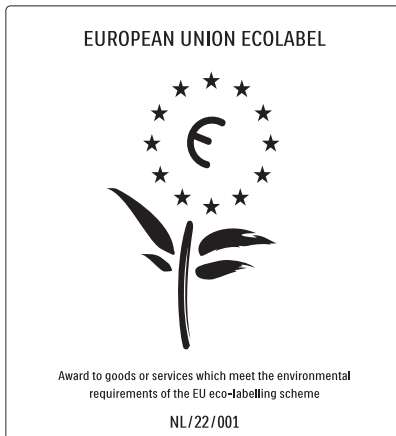 EUROPEAN UNION ECOLABEL
€
Award to goods or services which meet the environmental
requirements of the EU eco-labelling scheme
NL/22/001